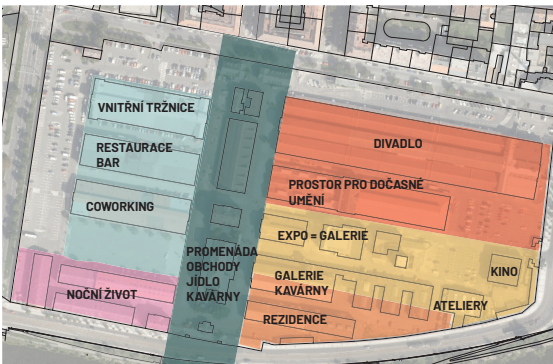 VNITŘNÍ TRŽNICE
RESTAURACE
BAR
COWORKING
NOČNÍ ŽIVOT
PROMENÁDA
OBCHODY
JÍDLO
KAVÁRNY
DIVADLO
PROSTOR PRO DOČASNÉ
UMĚNÍ
EXPO = GALERIE
GALERIE
KAVÁRNY
KINO
ATELIERY
REZIDENCE